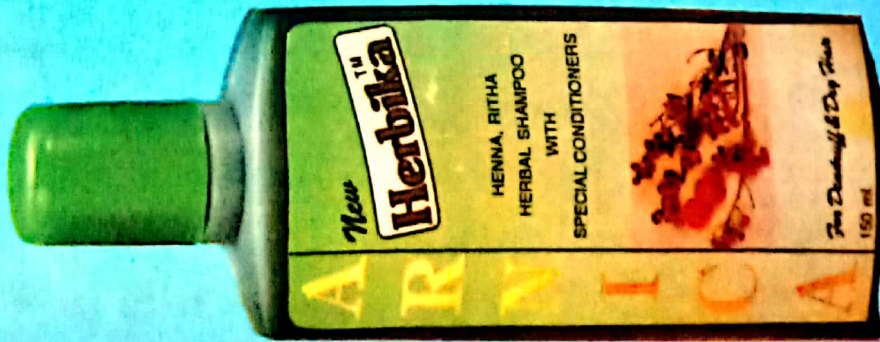 New
Herbika™
HENNA, RITHA
HERBAL SHAMPOO
WITH
SPECIAL CONDITIONERS
For Dandruff & Dry Hair
150 ml.
ARNICA